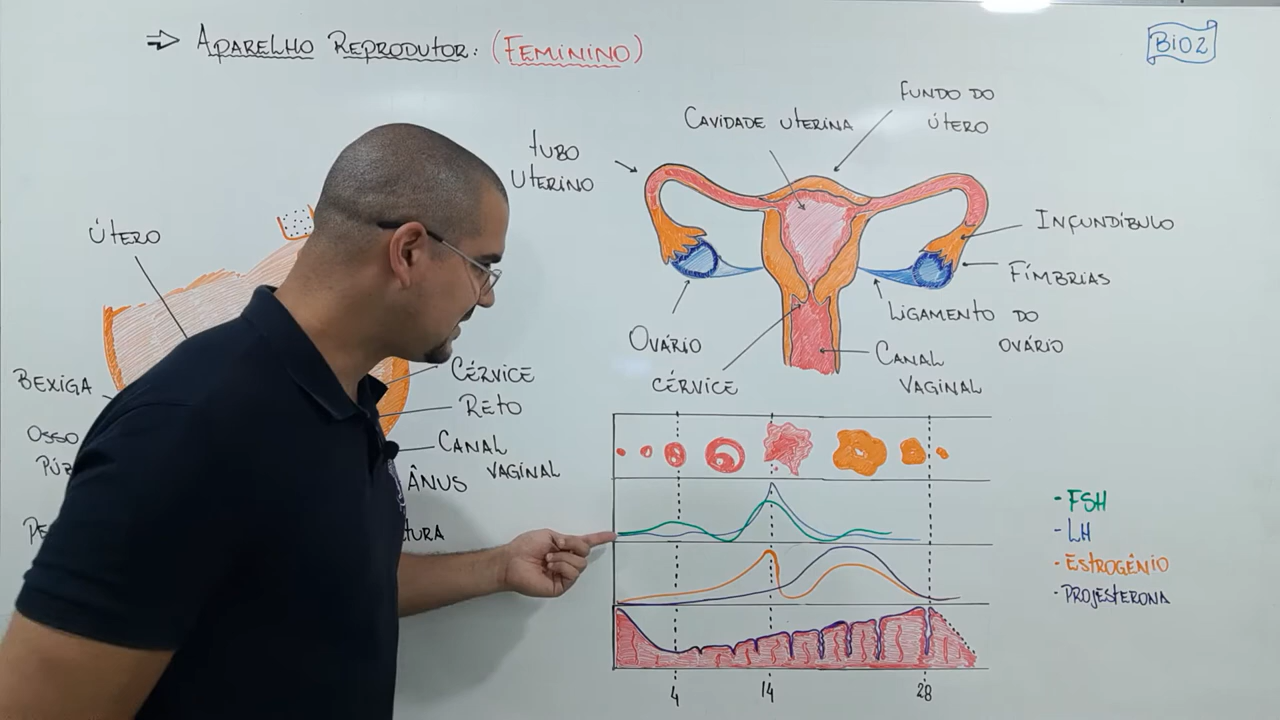 ⇒ APARELHO REPRODUTOR: (FEMININO)
BIO2
FUNDO DO
ÚTERO
CAVIDADE UTERINA
TUBO
UTERINO
ÚTERO
INFUNDÍBULO
FÍMBRIAS
LIGAMENTO DO
OVÁRIO
OVÁRIO
CÉRVICE
CANAL
VAGINAL
BEXIGA
CÉRVICE
RETO
OSSO
CANAL
VAGINAL
ÂNUS
- FSH
- LH
- ESTROGÊNIO
- PROJESTERONA
4 14 28